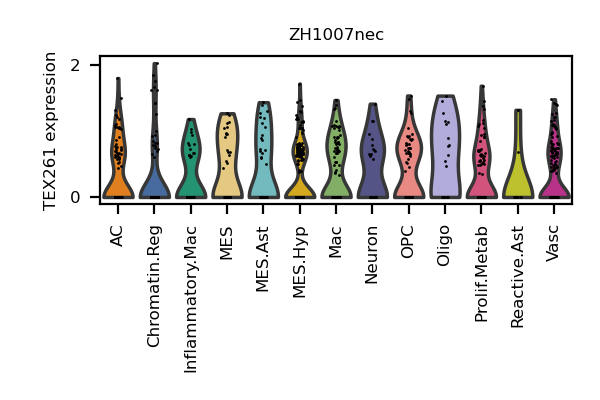 ZH1007nec
TEX261 expression
2
0
AC
Chromatin.Reg
Inflammatory.Mac
MES
MES.Ast
MES.Hyp
Mac
Neuron
OPC
Oligo
Prolif.Metab
Reactive.Ast
Vasc